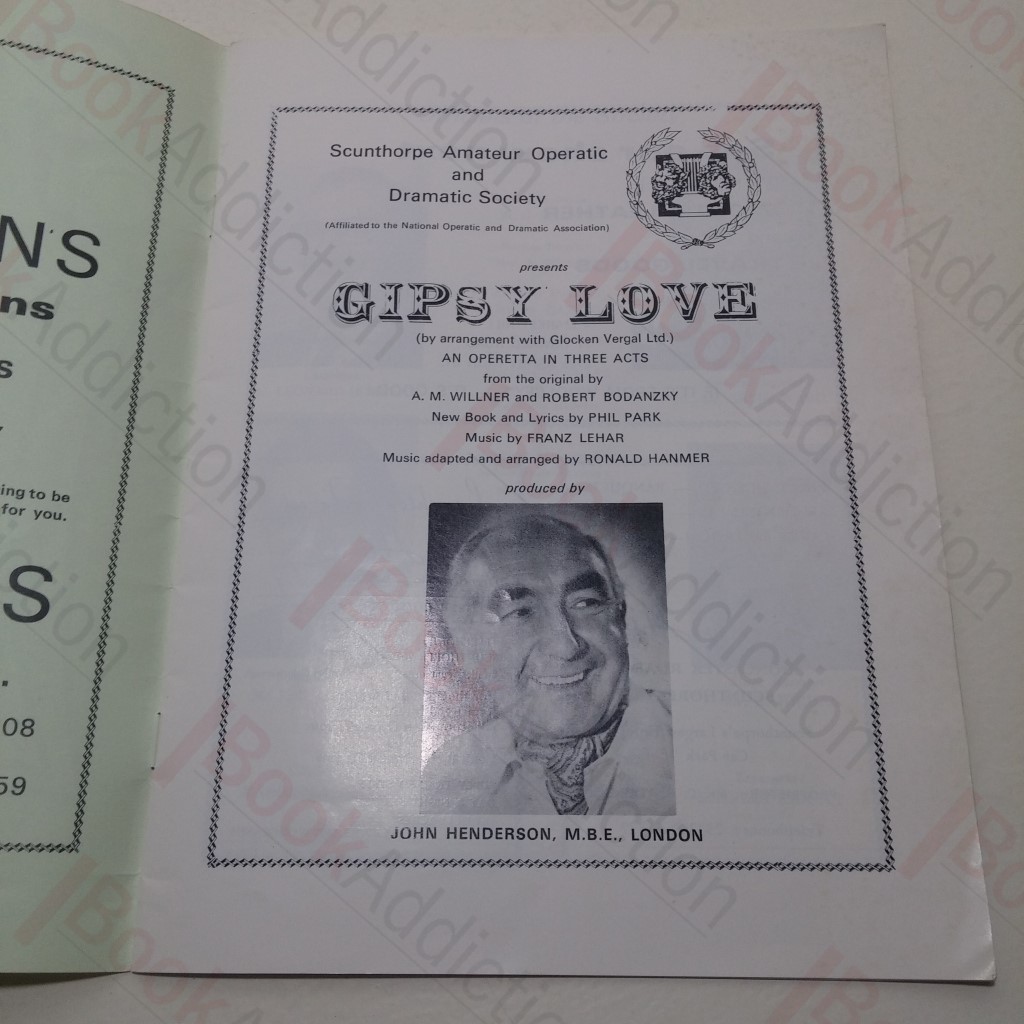 N'S
ns
s
ing to be
for you.
S
.
08
59
Scunthorpe Amateur Operatic
and
Dramatic Society
(Affiliated to the National Operatic and Dramatic Association)
presents
GIPSY LOVE
(by arrangement with Glocken Vergal Ltd.)
AN OPERETTA IN THREE ACTS
from the original by
A. M. WILLNER and ROBERT BODANZKY
New Book and Lyrics by PHIL PARK
Music by FRANZ LEHAR
Music adapted and arranged by RONALD HANMER
produced by
JOHN HENDERSON, M.B.E., LONDON
BookAddiction